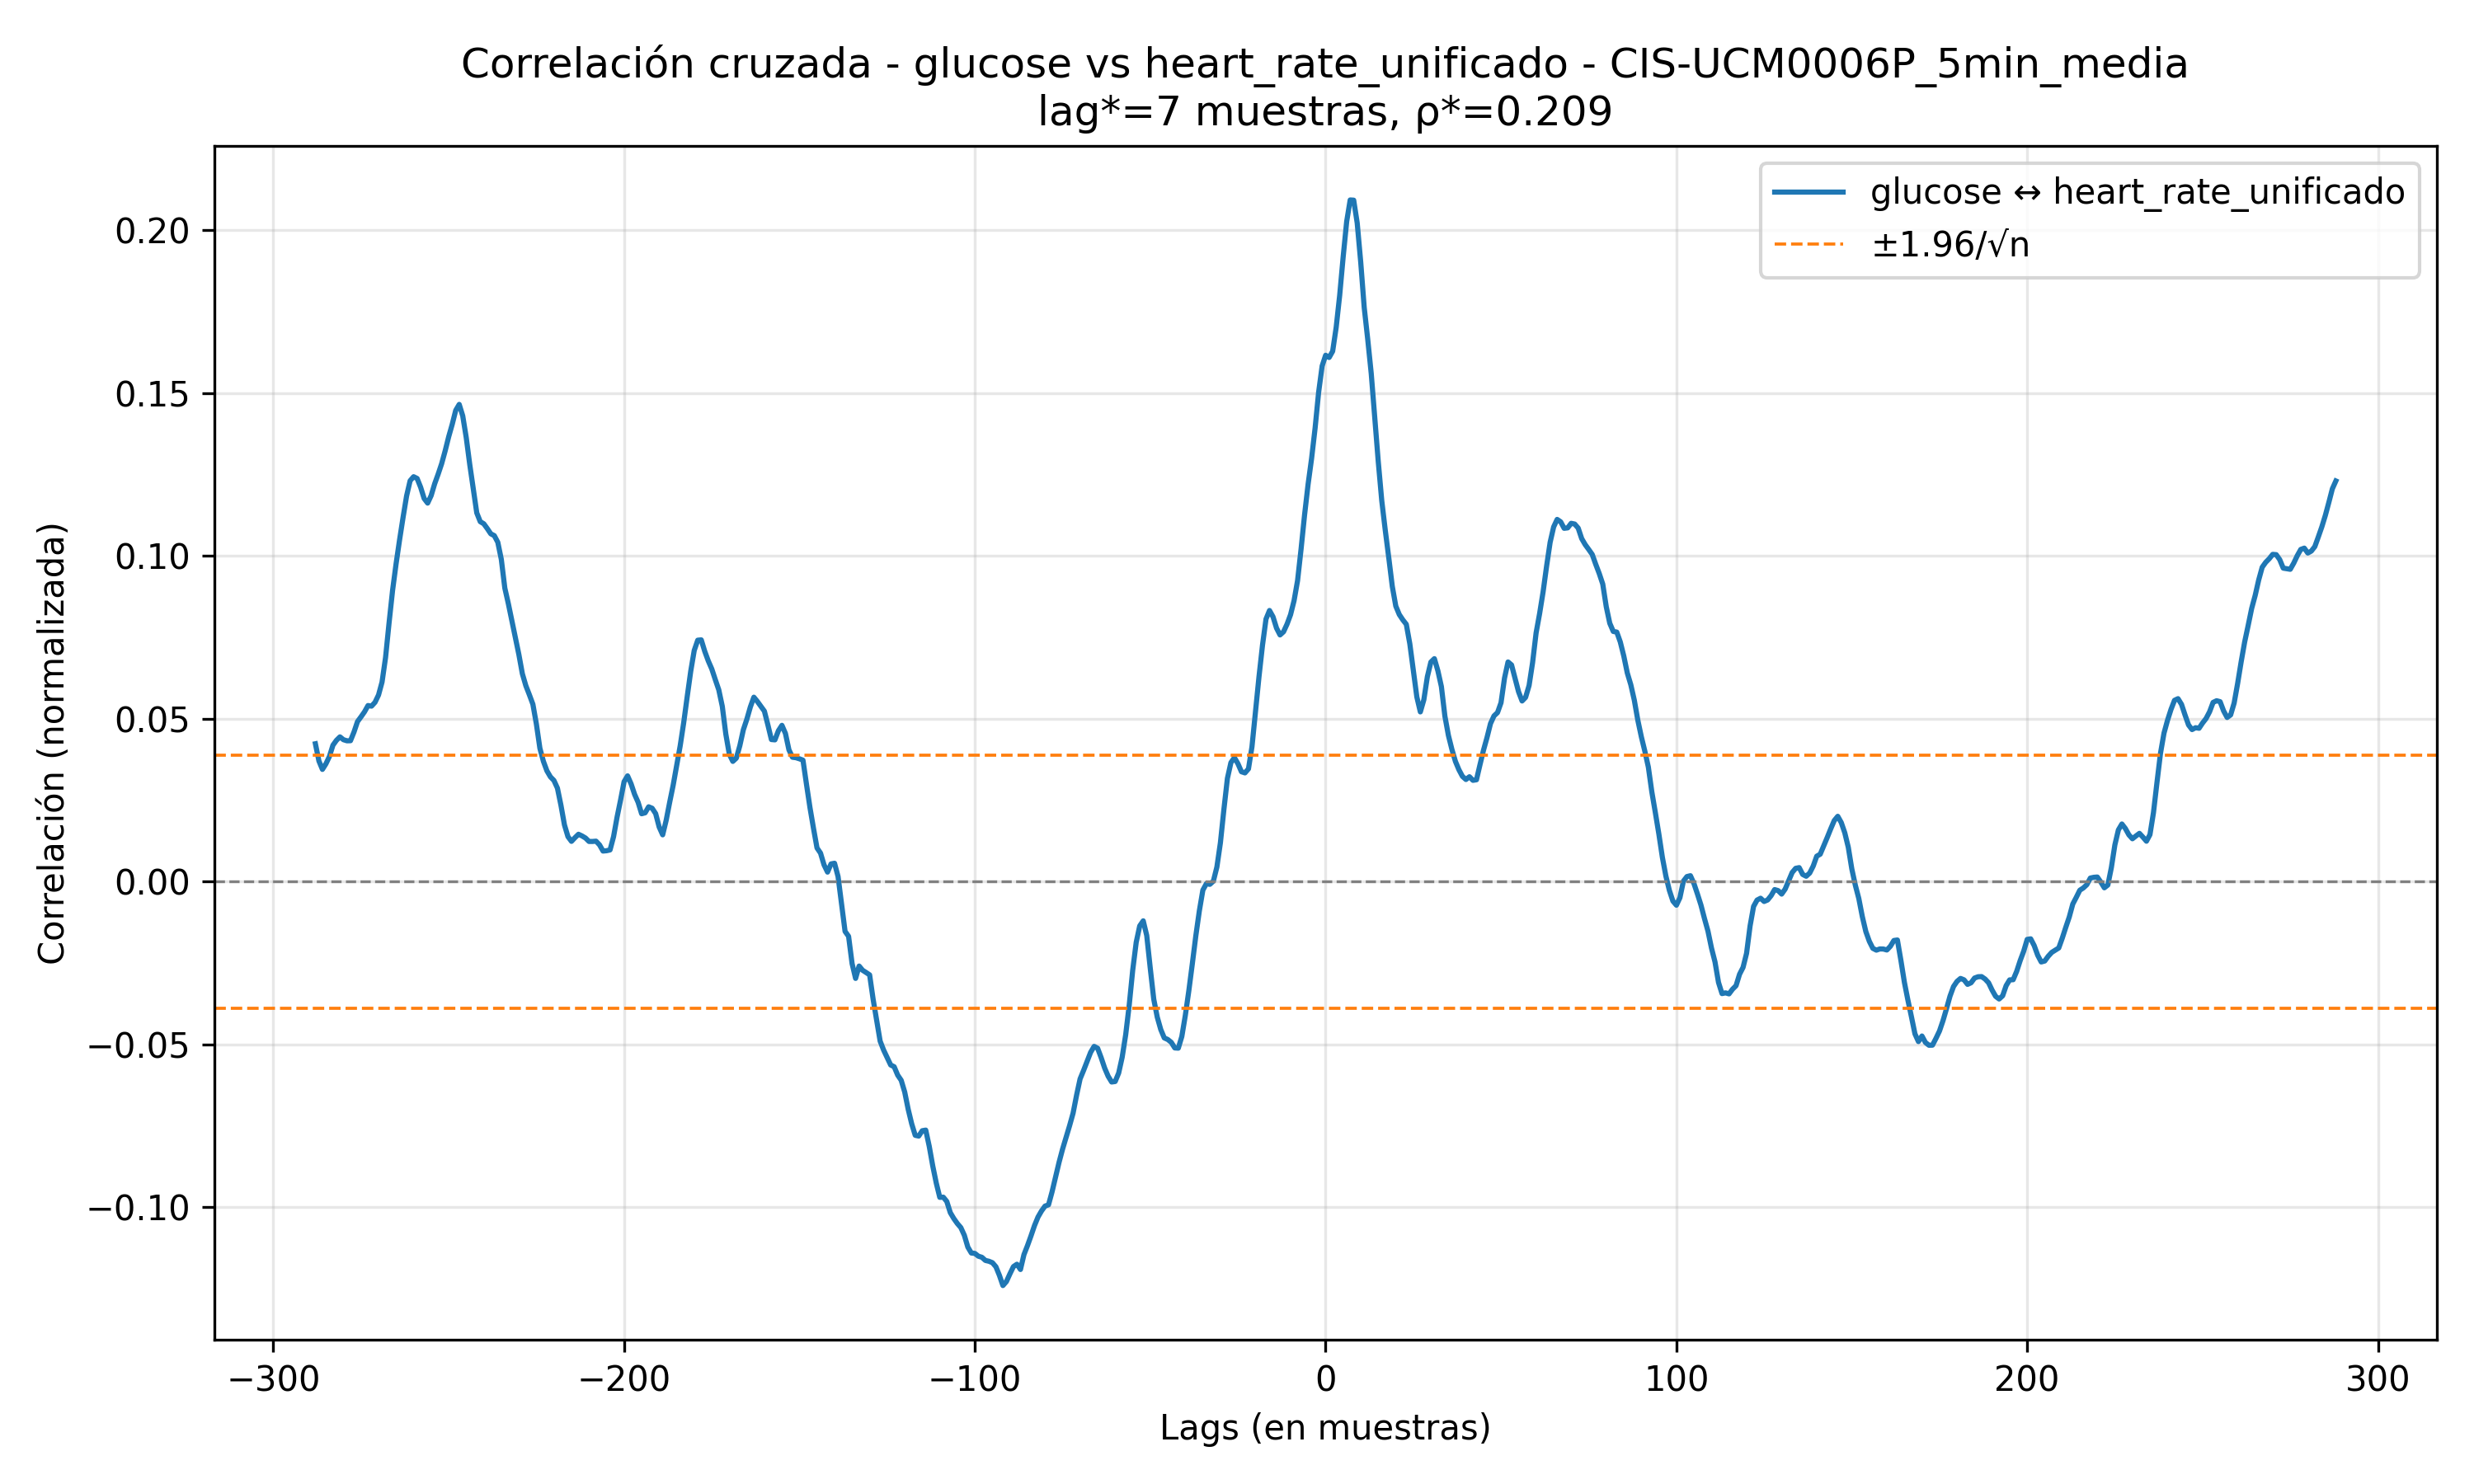 Correlación cruzada - glucose vs heart_rate_unificado - CIS-UCM0006P_5min_media
lag*=7 muestras, ρ*=0.209
glucose ↔ heart_rate_unificado
±1.96/√n
Correlación (normalizada)
0.20
0.15
0.10
0.05
0.00
−0.05
−0.10
−300
−200
−100
0
100
200
300
Lags (en muestras)